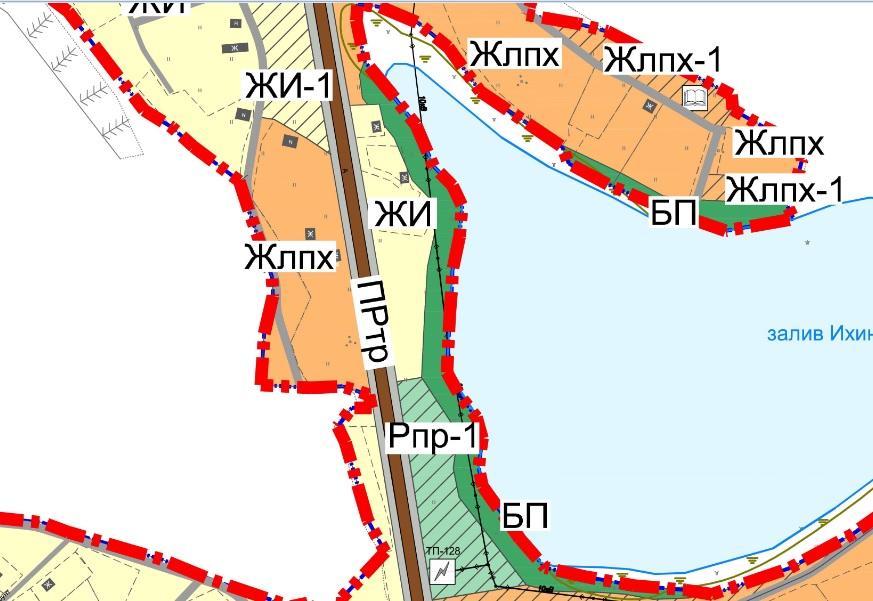 ЖИ
Жлпх
Жлпх-1
ЖИ-1
Жлпх
Жлпх-1
ЖИ
БП
Жлпх
ПРтр
залив Ихин
Рпр-1
БП
ТП-128